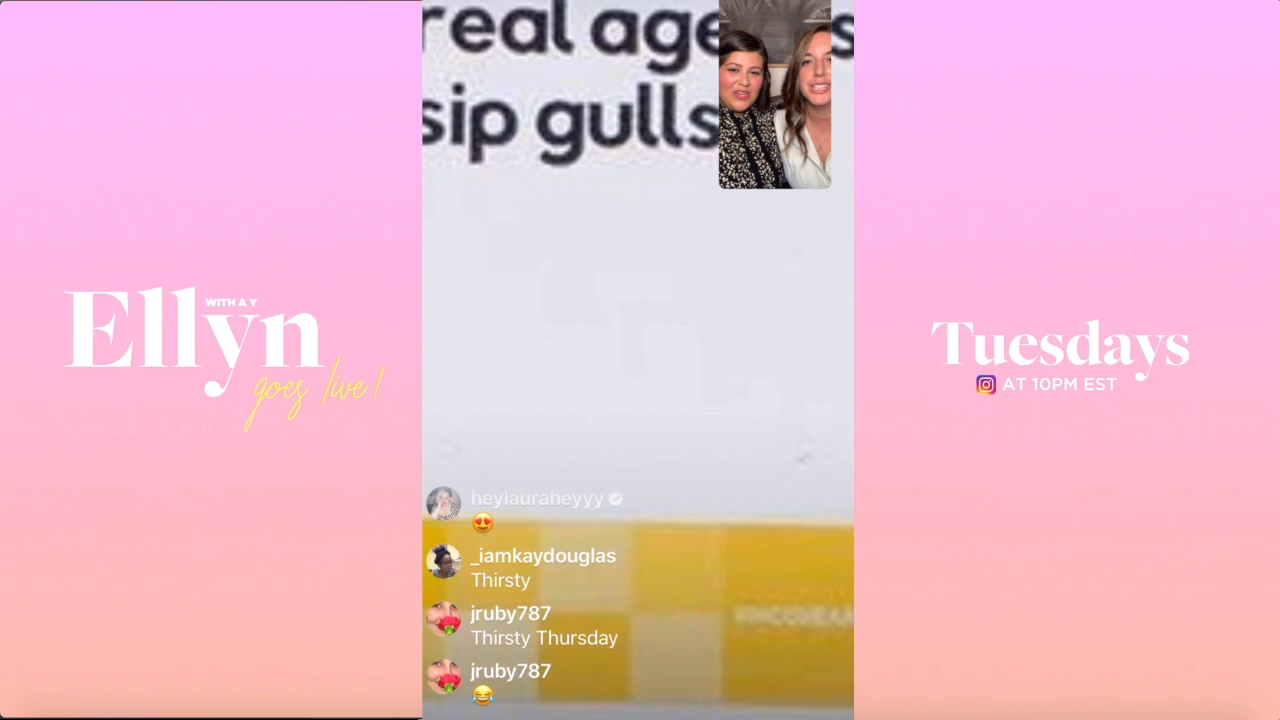 Ellyn
WITH A Y
goes live!
real age
s
sip gulls
heylauraheyyy
_iamkaydouglas
Thirsty
jruby787
Thirsty Thursday
jruby787
Tuesdays
AT 10PM EST